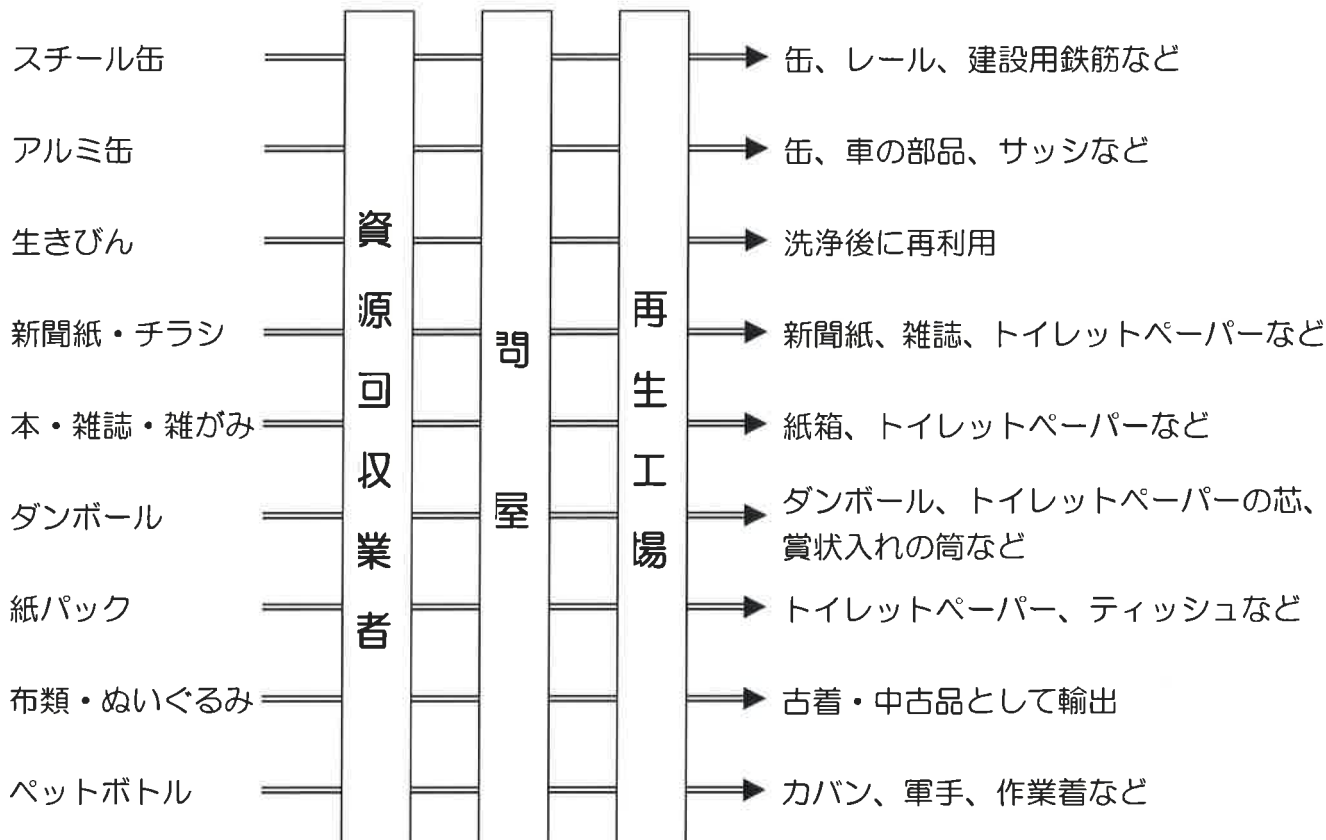 スチール缶
缶、レール、建設用鉄筋など
アルミ缶
缶、車の部品、サッシなど
生きびん
洗浄後に再利用
新聞紙・チラシ
新聞紙、雑誌、トイレットペーパーなど
本・雑誌・雑がみ
紙箱、トイレットペーパーなど
ダンボール
ダンボール、トイレットペーパーの芯、
賞状入れの筒など
紙パック
トイレットペーパー、ティッシュなど
布類・ぬいぐるみ
古着・中古品として輸出
ペットボトル
カバン、軍手、作業着など
資源回収業者
問屋
再生工場